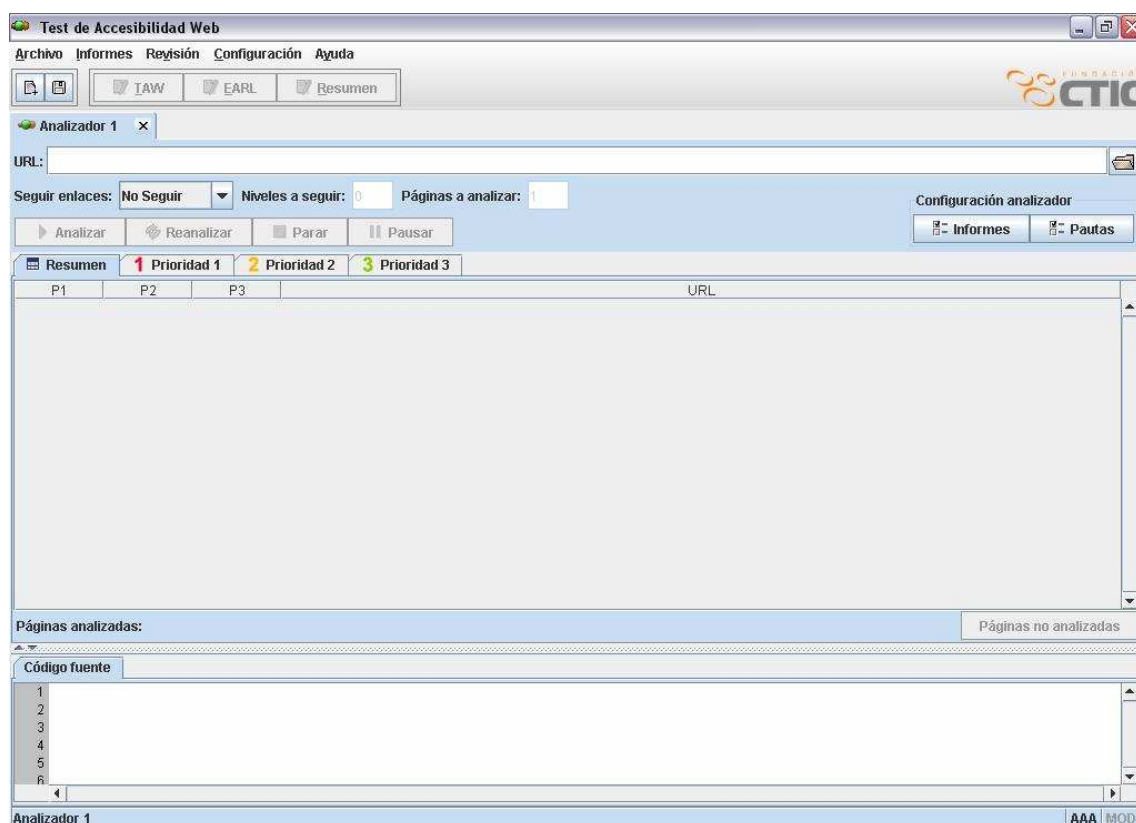 Test de Accesibilidad Web
Archivo Informes Revisión Configuración Ayuda
TAW EARL Resumen
FUNDACIÓ
CTIC
Analizador 1
URL:
Seguir enlaces: No Seguir Niveles a seguir: 0 Páginas a analizar: 1
Configuración analizador
Analizar Reanalizar Parar Pausar Informes Pautas
Resumen 1 Prioridad 1 2 Prioridad 2 3 Prioridad 3
P1 P2 P3 URL
Páginas analizadas: Páginas no analizadas
Código fuente
1
2
3
4
5
6
Analizador 1 AAA MOD